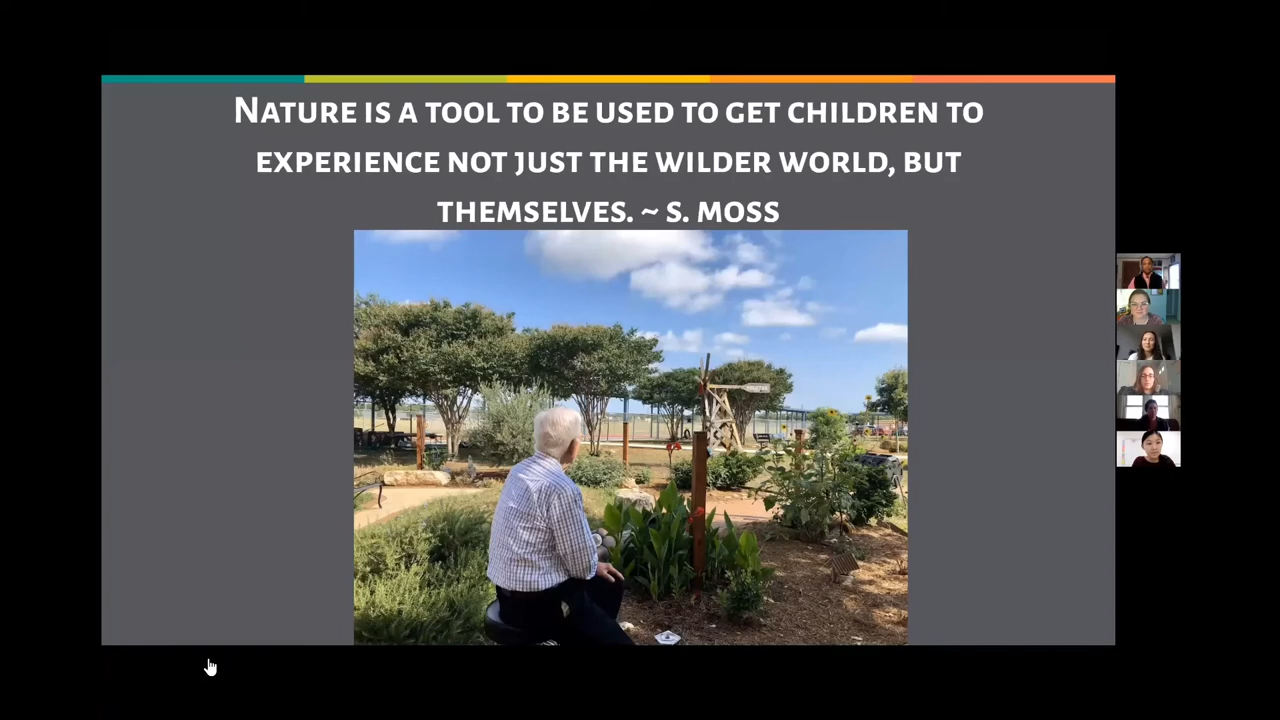 Nature is a tool to be used to get children to
experience not just the wilder world, but
themselves. ~ S. Moss